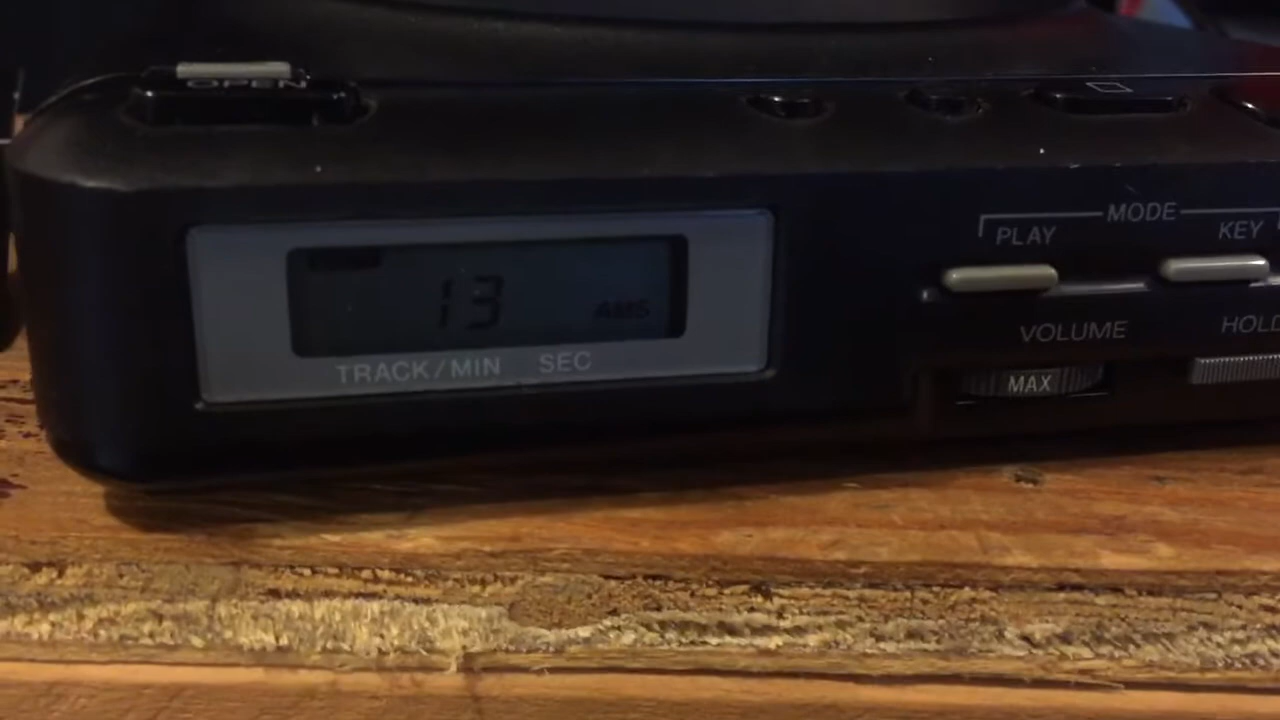 OPEN
MODE
PLAY KEY
13 AMS
TRACK/MIN SEC
VOLUME HOLD
MAX